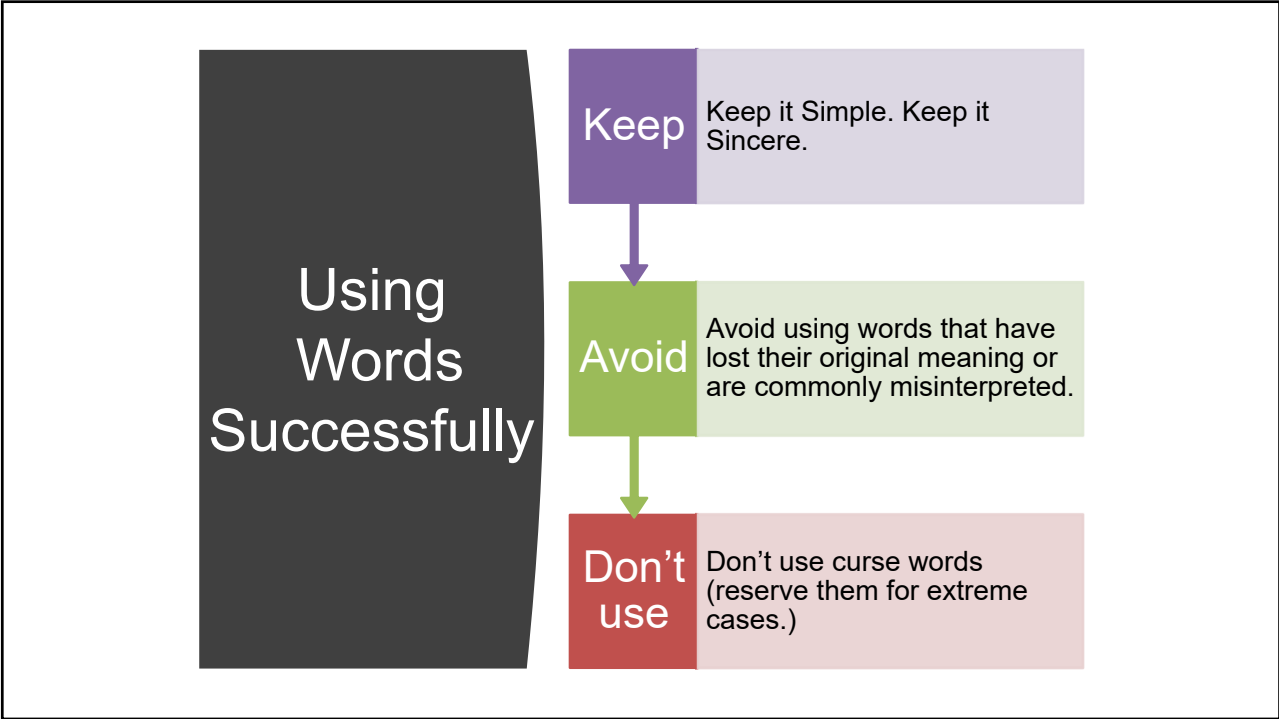 Using
Words
Successfully
Keep
Keep it Simple. Keep it
Sincere.
Avoid
Avoid using words that have
lost their original meaning or
are commonly misinterpreted.
Don’t
use
Don’t use curse words
(reserve them for extreme
cases.)